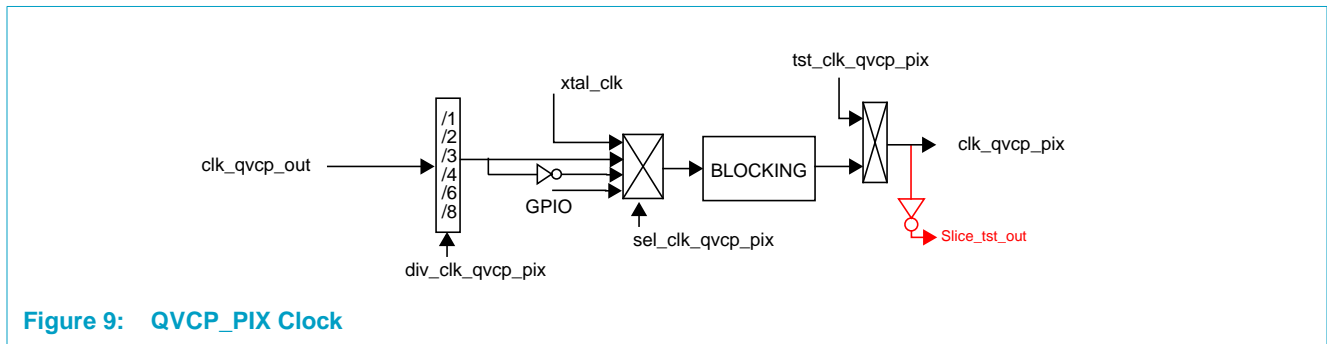 tst_clk_qvcp_pix
xtal_clk
/1
/2
/3
/4
/6
/8
clk_qvcp_out
clk_qvcp_pix
BLOCKING
GPIO
sel_clk_qvcp_pix
Slice_tst_out
div_clk_qvcp_pix
Figure 9: QVCP_PIX Clock